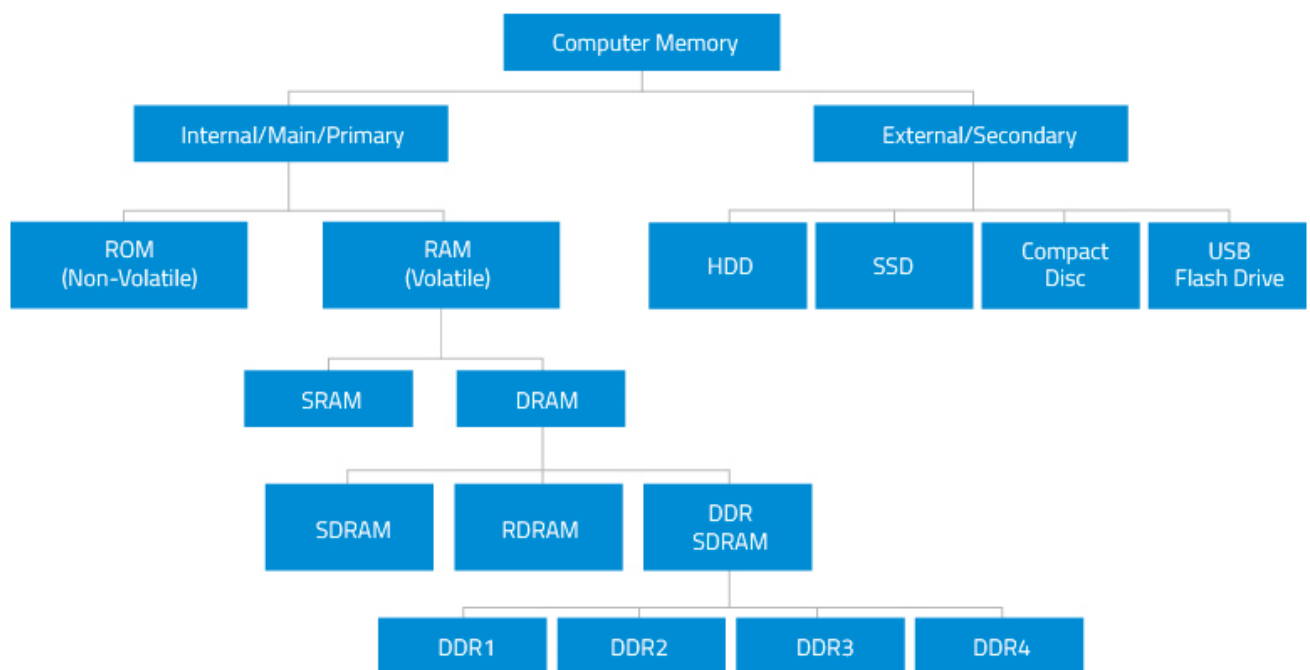 Computer Memory
Internal/Main/Primary
External/Secondary
ROM
(Non-Volatile)
RAM
(Volatile)
HDD
SSD
Compact
Disc
USB
Flash Drive
SRAM
DRAM
SDRAM
RDRAM
DDR
SDRAM
DDR1
DDR2
DDR3
DDR4